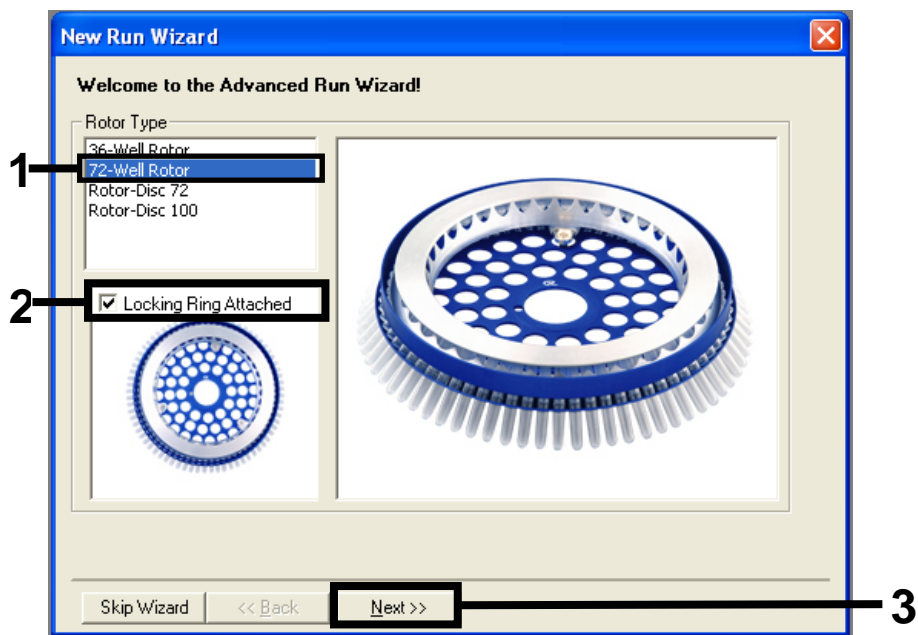 New Run Wizard
Welcome to the Advanced Run Wizard!
Rotor Type
36-Well Rotor
1
72-Well Rotor
Rotor-Disc 72
Rotor-Disc 100
2
Locking Ring Attached
Skip Wizard
<< Back
Next >>
3